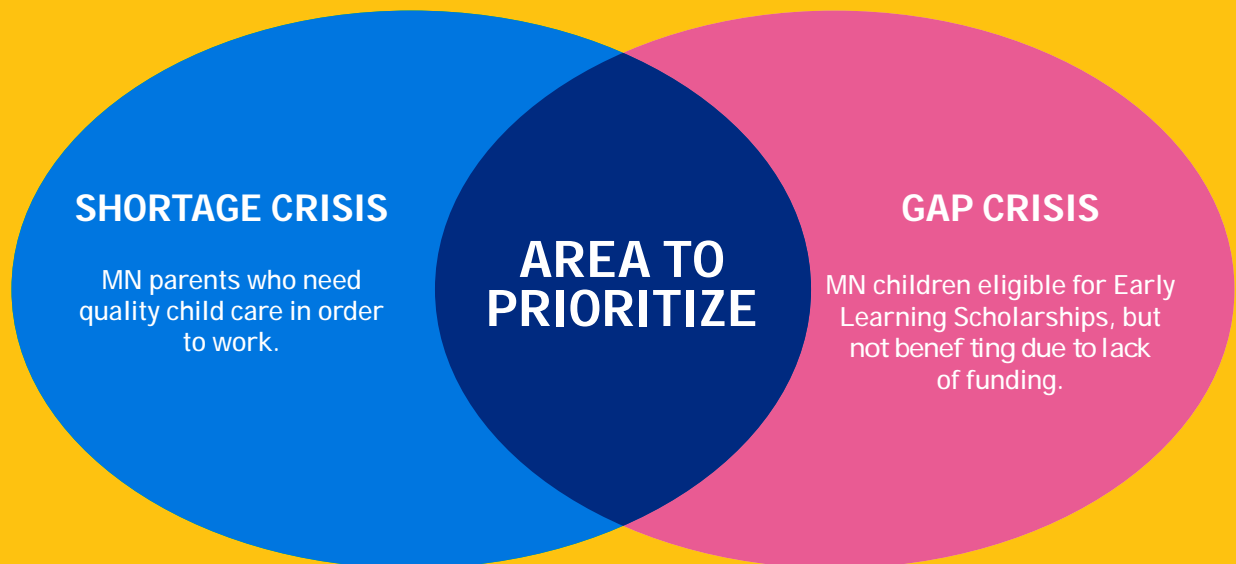 SHORTAGE CRISIS
MN parents who need
quality child care in order
to work.
AREA TO
PRIORITIZE
GAP CRISIS
MN children eligible for Early
Learning Scholarships, but
not benef ting due to lack
of funding.